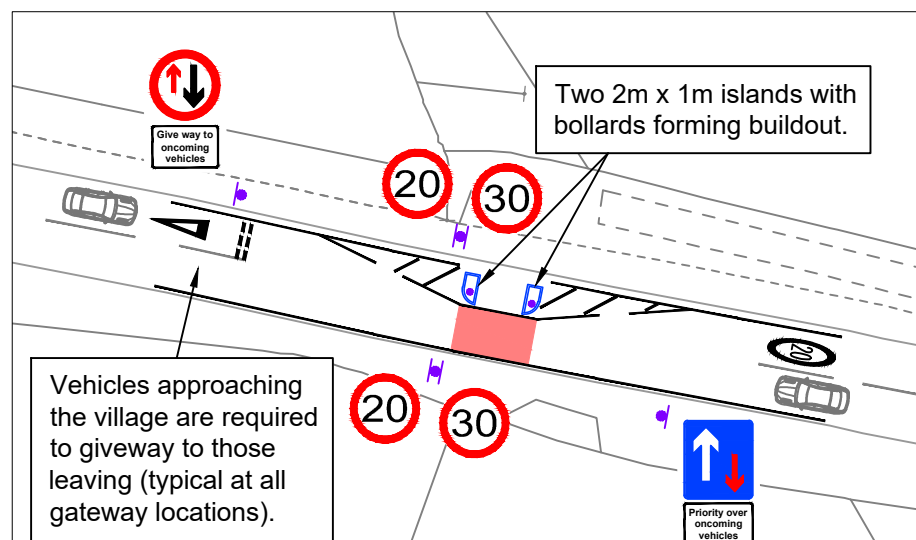 Give way to
oncoming
vehicles
Two 2m x 1m islands with
bollards forming buildout.
20
30
20
Vehicles approaching
the village are required
to giveway to those
leaving (typical at all
gateway locations).
20
30
Priority over
oncoming
vehicles